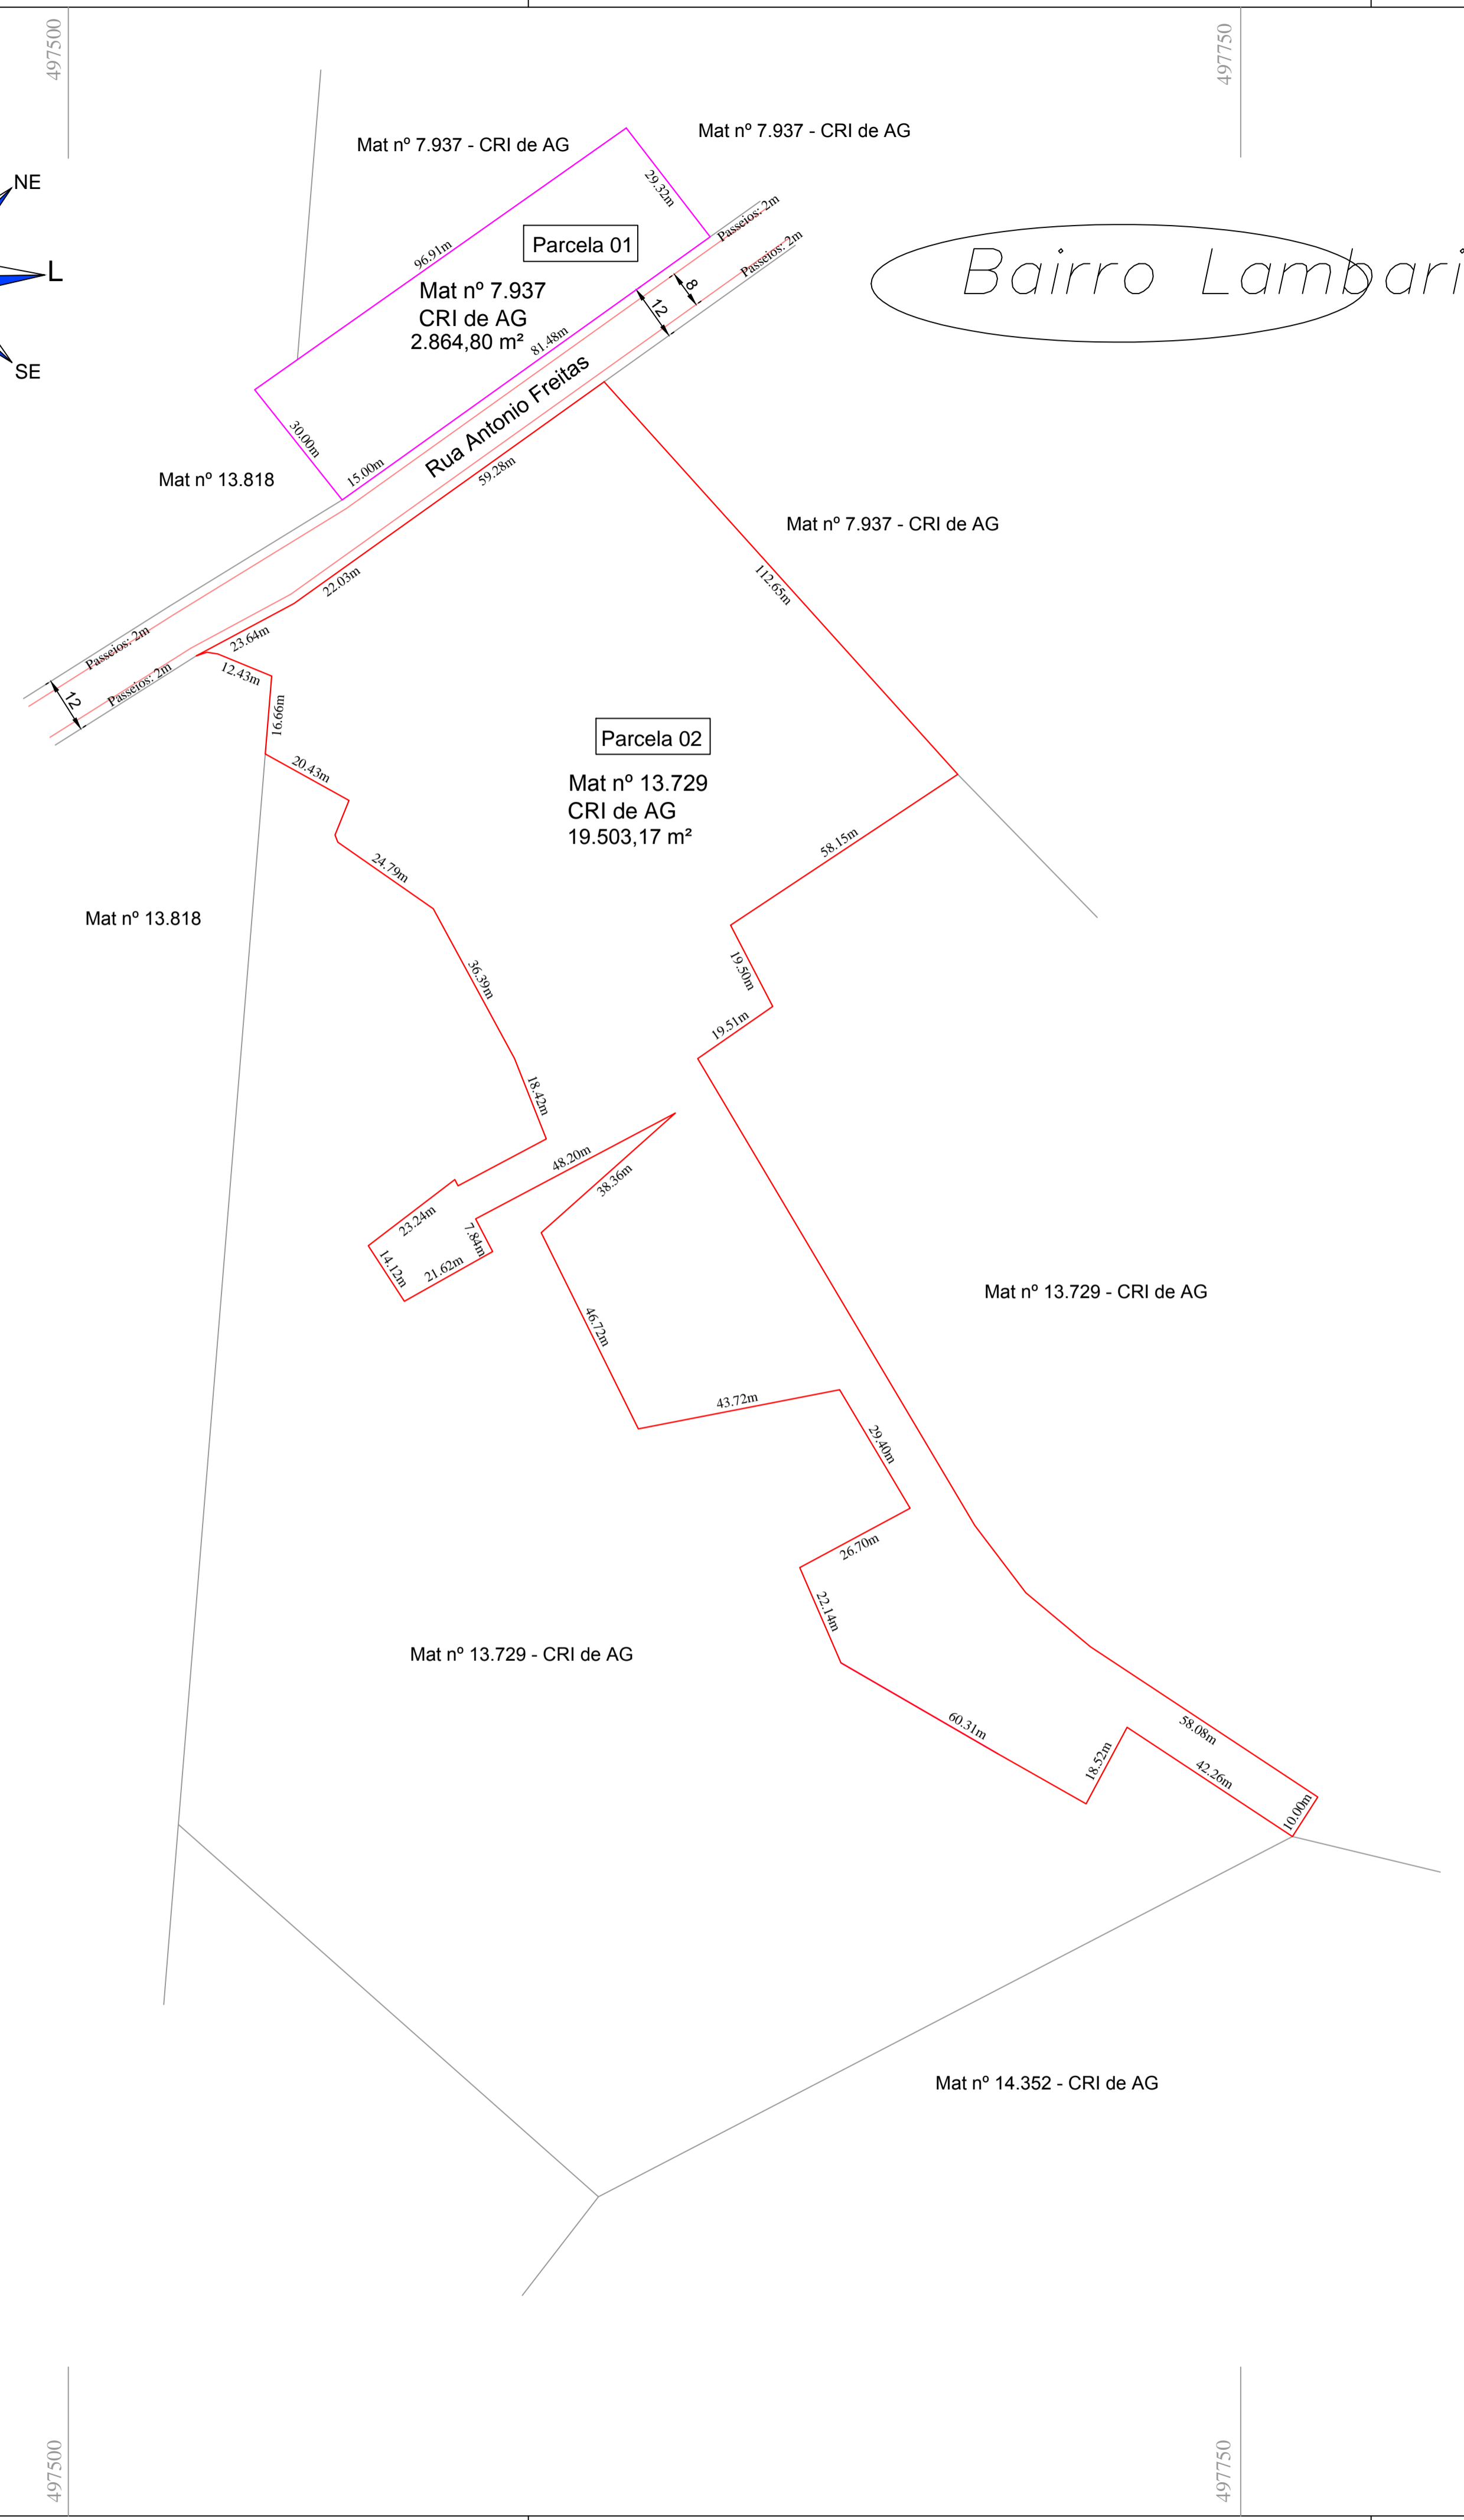 497500
497750
Mat nº 7.937 - CRI de AG
Mat nº 7.937 - CRI de AG
NE
29.32m
Passeios: 2m
Parcela 01
Passeios: 2m
96.91m
L
Bairro Lambari
Mat nº 7.937
8
CRI de AG
12
2.864,80 m²
81.48m
SE
Rua Antonio Freitas
30.00m
15.00m
59.28m
Mat nº 13.818
Mat nº 7.937 - CRI de AG
112.65m
22.03m
23.64m
Passeios: 2m
12.43m
Passeios: 2m
12
16.66m
Parcela 02
20.43m
Mat nº 13.729
CRI de AG
19.503,17 m²
58.15m
24.79m
Mat nº 13.818
36.39m
19.50m
19.51m
18.42m
48.20m
38.36m
23.24m
7.84m
14.12m
21.62m
Mat nº 13.729 - CRI de AG
46.72m
43.72m
29.40m
26.70m
22.14m
Mat nº 13.729 - CRI de AG
60.31m
58.08m
18.52m
42.26m
10.00m
Mat nº 14.352 - CRI de AG
497500
497750